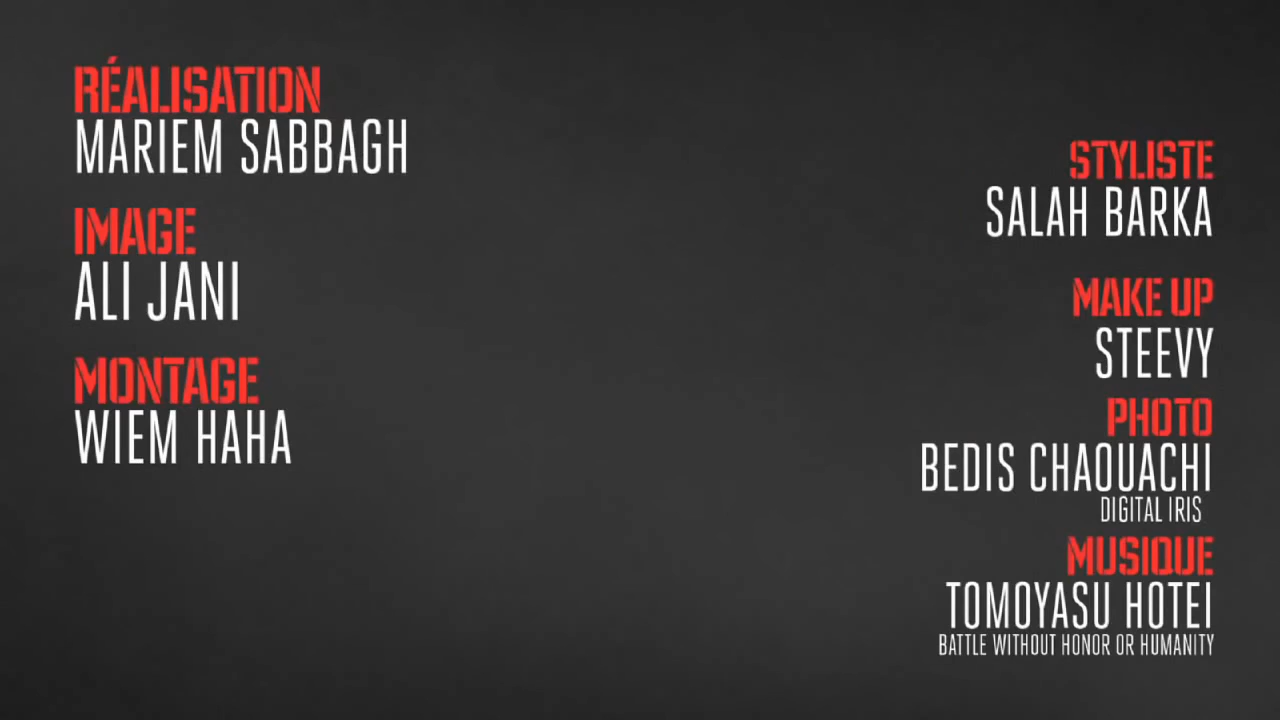 RÉALISATION
MARIEM SABBAGH
IMAGE
ALI JANI
MONTAGE
WIEM HAHA
STYLISTE
SALAH BARKA
MAKE UP
STEEVY
PHOTO
BEDIS CHAOUACHI
DIGITAL IRIS
MUSIQUE
TOMOYASU HOTEI
BATTLE WITHOUT HONOR OR HUMANITY